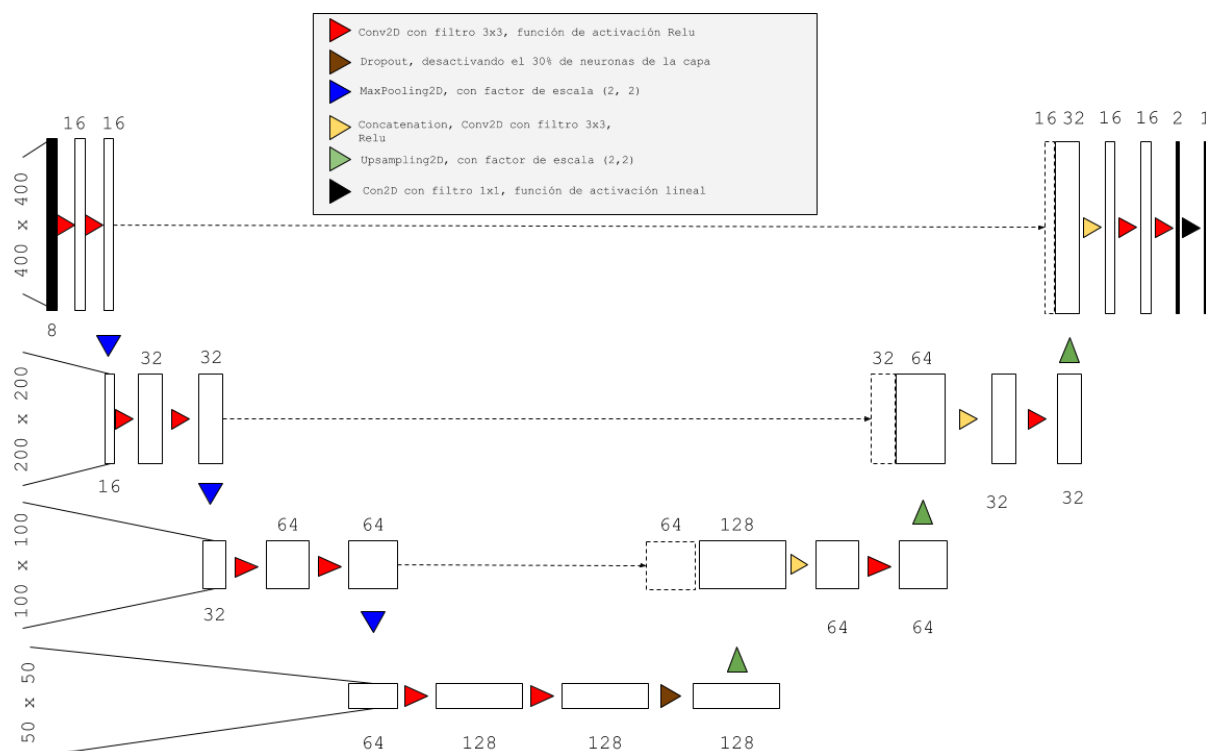 Conv2D con filtro 3x3, función de activación Relu
Dropout, desactivando el 30% de neuronas de la capa
MaxPooling2D, con factor de escala (2, 2)
Concatenation, Conv2D con filtro 3x3,
Relu
Upsampling2D, con factor de escala (2,2)
Con2D con filtro 1x1, función de activación lineal
16 16
16 32 16 16 2 1
400 x 400
8
32 32
32 64
200 x 200
16
32 32
64 64
64 128
100 x 100
32
64 64
50 x 50
64 128 128 128